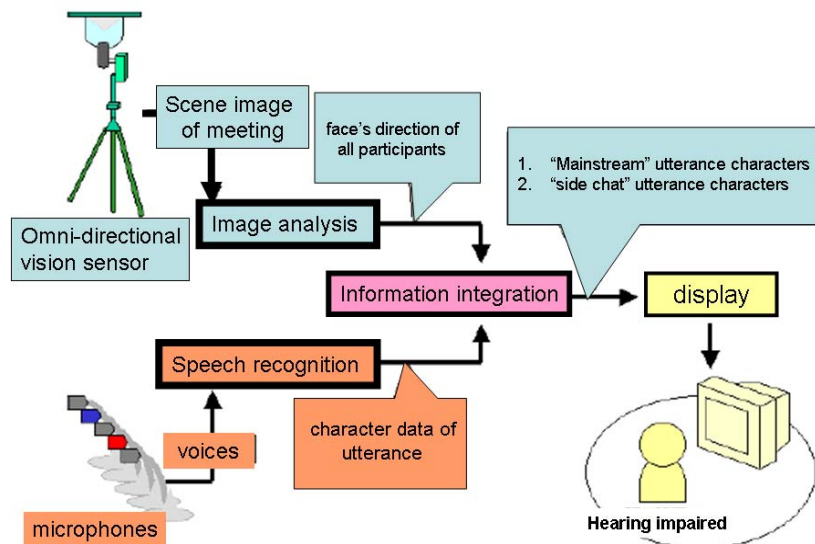 Scene image
of meeting
face's direction of
all participants
1. “Mainstream” utterance characters
2. “side chat” utterance characters
Image analysis
Omni-directional
vision sensor
Information integration
display
Speech recognition
character data of
utterance
voices
microphones
Hearing impaired